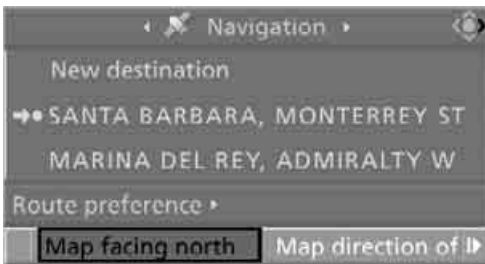 Navigation
New destination
SANTA BARBARA, MONTERREY ST
MARINA DEL REY, ADMIRALTY W
Route preference
Map facing north Map direction of